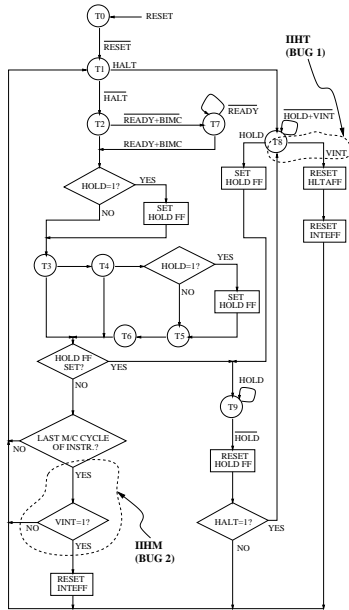 T0
RESET
RESET
IIHT
(BUG 1)
T1
HALT
HALT
READY
HOLD+VINT
T2
READY+BIMC
T7
READY+BIMC
HOLD
T8
VINT
HOLD=1?
YES
NO
SET
HOLD FF
SET
HOLD FF
RESET
HLTAFF
RESET
INTEFF
T3
T4
HOLD=1?
YES
NO
SET
HOLD FF
T6
T5
HOLD FF
SET?
YES
NO
HOLD
T9
HOLD
LAST M/C CYCLE
OF INSTR.?
NO
YES
RESET
HOLD FF
VINT=1?
NO
YES
IIHM
(BUG 2)
HALT=1?
YES
NO
RESET
INTEFF